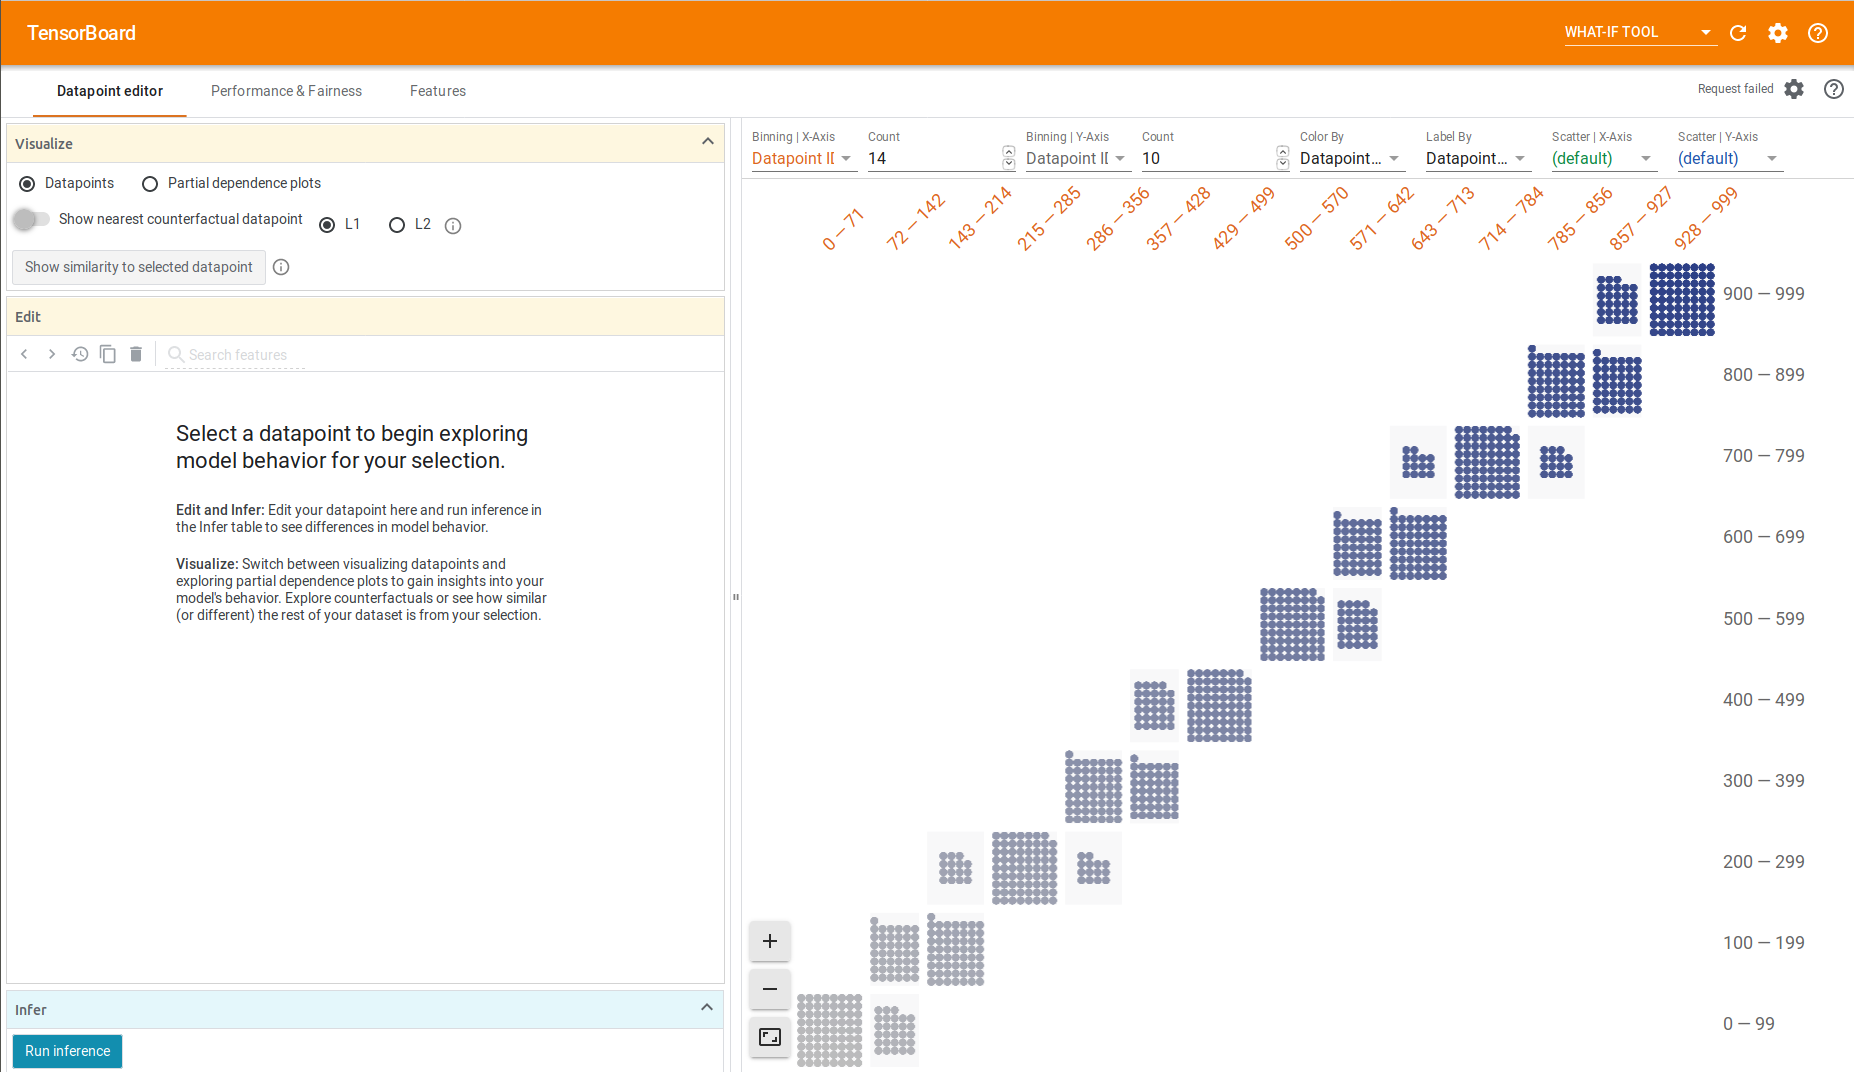 TensorBoard
WHAT-IF TOOL
Datapoint editor
Performance & Fairness
Features
Request failed
Visualize
Datapoints
Partial dependence plots
Show nearest counterfactual datapoint
L1
L2
Show similarity to selected datapoint
Edit
Search features
Select a datapoint to begin exploring
model behavior for your selection.
Edit and Infer: Edit your datapoint here and run inference in
the Infer table to see differences in model behavior.
Visualize: Switch between visualizing datapoints and
exploring partial dependence plots to gain insights into your
model's behavior. Explore counterfactuals or see how similar
(or different) the rest of your dataset is from your selection.
Infer
Run inference
Binning | X-Axis
Datapoint ID
Count
14
Binning | Y-Axis
Datapoint ID
Count
10
Color By
Datapoint...
Label By
Datapoint...
Scatter | X-Axis
(default)
Scatter | Y-Axis
(default)
0 — 71
72 — 142
143 — 214
215 — 285
286 — 356
357 — 428
429 — 499
500 — 570
571 — 642
643 — 713
714 — 784
785 — 856
857 — 927
928 — 999
900 — 999
800 — 899
700 — 799
600 — 699
500 — 599
400 — 499
300 — 399
200 — 299
100 — 199
0 — 99